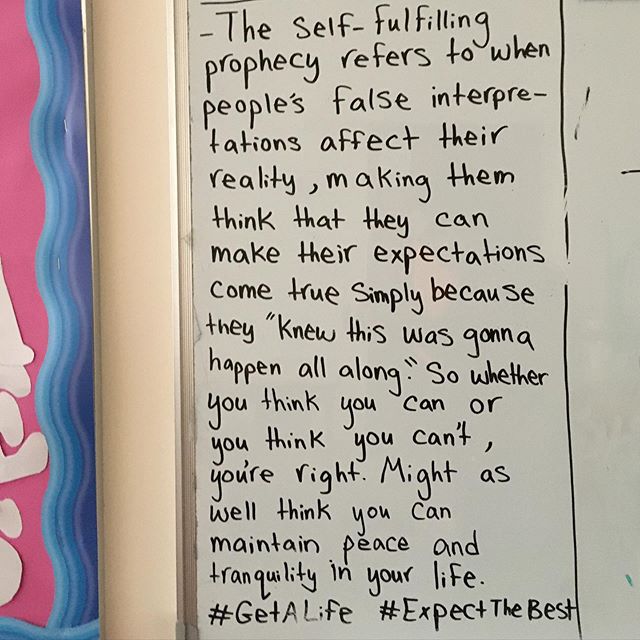 -The Self-fulfilling
prophecy refers to when
people's false interpre-
tations affect their
reality, making them
think that they can
make their expectations
come true simply because
they "knew this was gonna
happen all along." So whether
you think you can or
you think you can't,
you're right. Might as
well think you can
maintain peace and
tranquility in your life.
#GetALife #ExpectTheBest